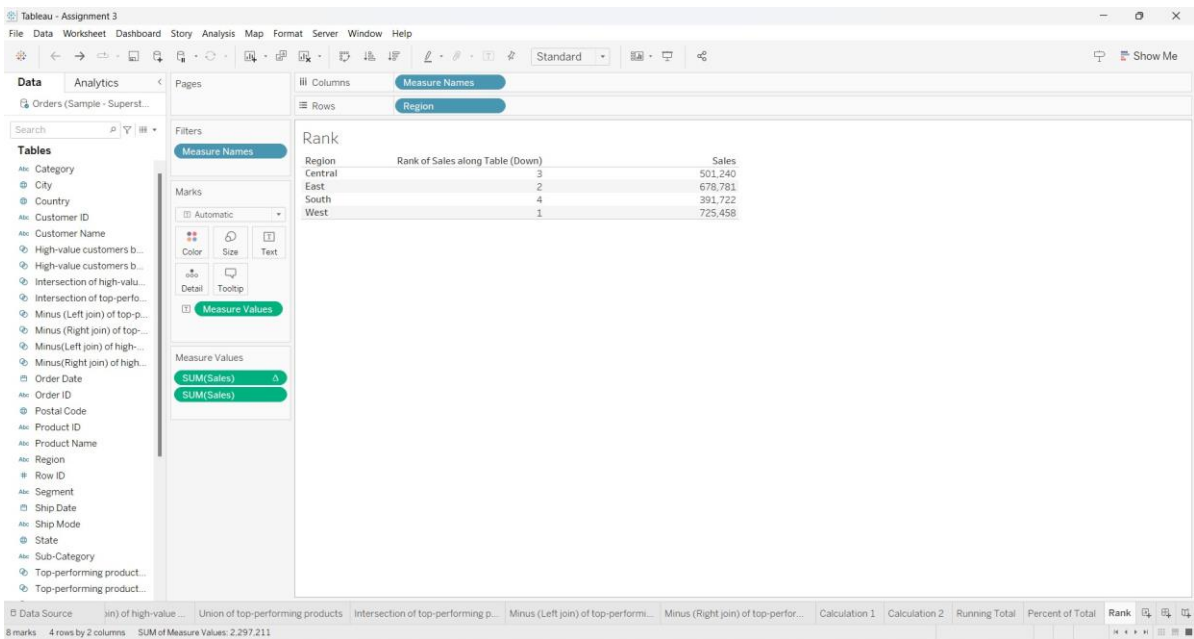 Tableau - Assignment 3
File Data Worksheet Dashboard Story Analysis Map Format Server Window Help
Standard
Show Me
Data Analytics
Pages
Columns Measure Names
Orders (Sample - Superst...
Rows Region
Search
Filters
Measure Names
Rank
Tables
Region Rank of Sales along Table (Down) Sales
Central 3 501,240
East 2 678,781
South 4 391,722
West 1 725,458
Abc Category
City
Country
Abc Customer ID
Abc Customer Name
High-value customers b...
High-value customers b...
Intersection of high-valu...
Intersection of top-perfo...
Minus (Left join) of top-p...
Minus (Right join) of top-...
Minus(Left join) of high-...
Minus(Right join) of high...
Order Date
Abc Order ID
Postal Code
Abc Product ID
Abc Product Name
Abc Region
# Row ID
Abc Segment
Ship Date
Abc Ship Mode
State
Abc Sub-Category
Top-performing product...
Top-performing product...
Marks
T Automatic
Color Size Text
Detail Tooltip
T Measure Values
Measure Values
SUM(Sales) Δ
SUM(Sales)
Data Source oin) of high-value ... Union of top-performing products Intersection of top-performing p... Minus (Left join) of top-performi... Minus (Right join) of top-perfor... Calculation 1 Calculation 2 Running Total Percent of Total Rank
8 marks 4 rows by 2 columns SUM of Measure Values: 2,297,211